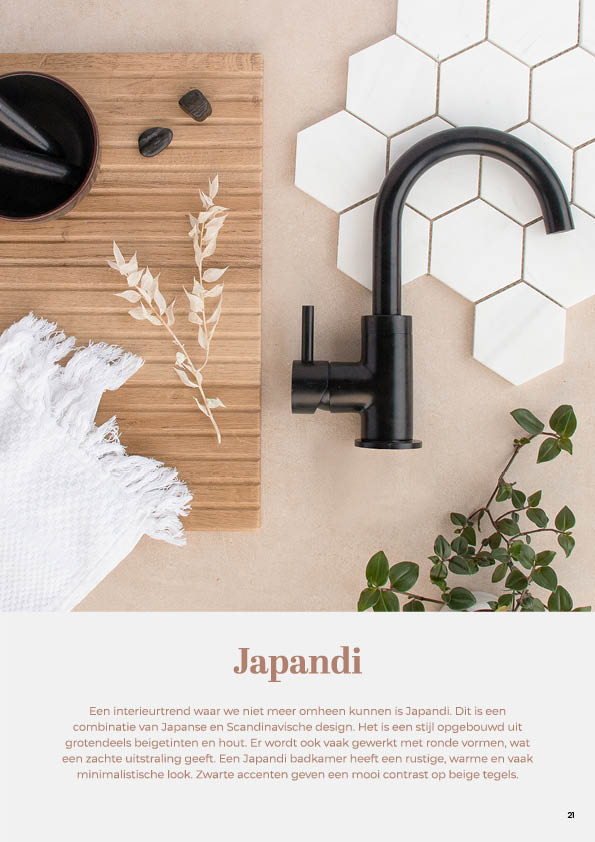 Japandi
Een interieurtrend waar we niet meer omheen kunnen is Japandi. Dit is een
combinatie van Japanse en Scandinavische design. Het is een stijl opgebouwd uit
grotendeels beigetinten en hout. Er wordt ook vaak gewerkt met ronde vormen, wat
een zachte uitstraling geeft. Een Japandi badkamer heeft een rustige, warme en vaak
minimalistische look. Zwarte accenten geven een mooi contrast op beige tegels.
21